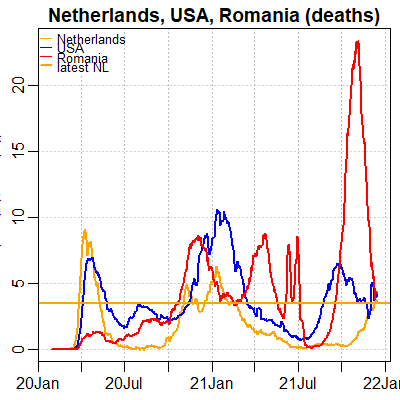 Netherlands, USA, Romania (deaths)
Netherlands
USA
Romania
latest NL
20
15
10
5
0
20Jan 20Jul 21Jan 21Jul 22Jan